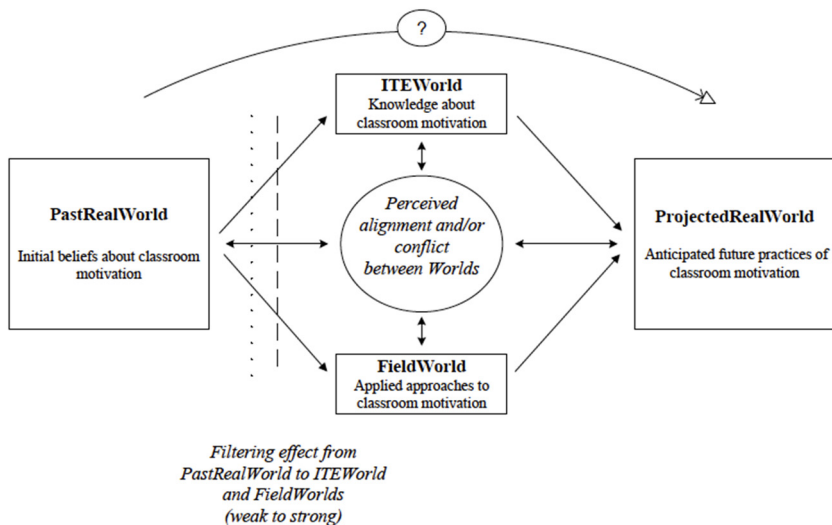 ?
ITEWorld
Knowledge about
classroom motivation
PastRealWorld
Initial beliefs about classroom
motivation
Perceived
alignment and/or
conflict
between Worlds
ProjectedRealWorld
Anticipated future practices of
classroom motivation
FieldWorld
Applied approaches to
classroom motivation
Filtering effect from
PastRealWorld to ITEWorld
and FieldWorlds
(weak to strong)